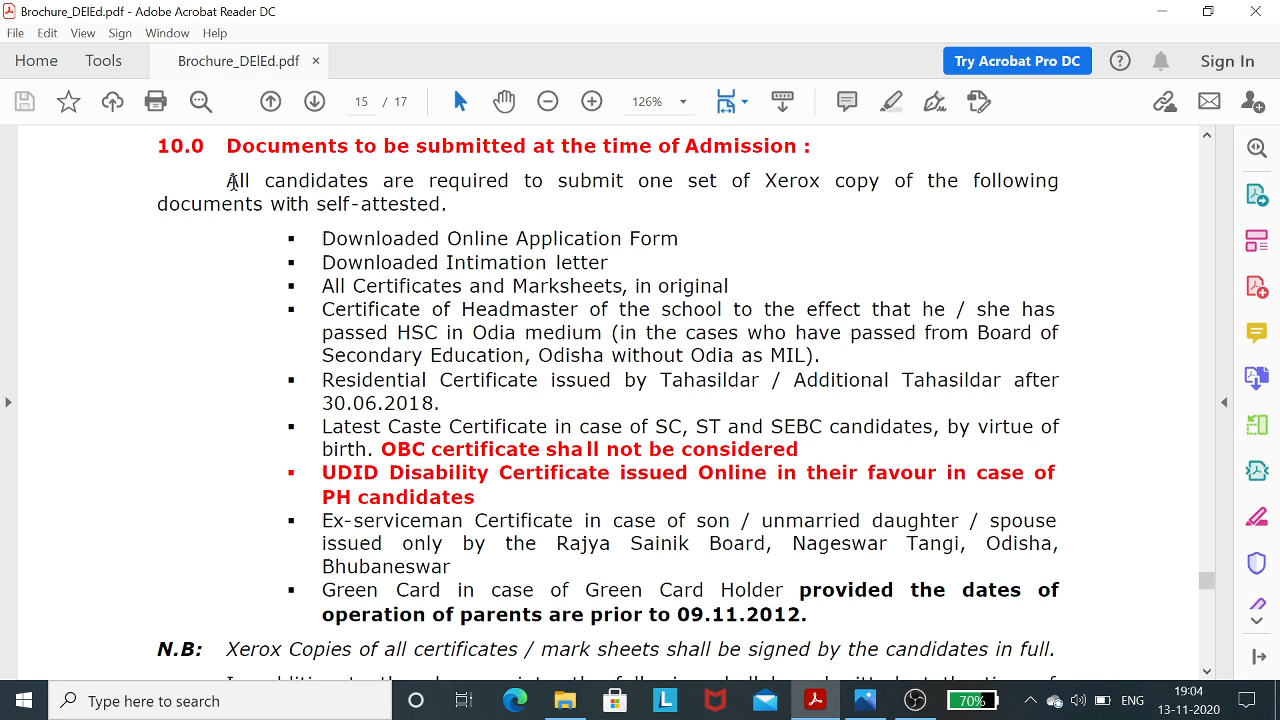 Brochure_DElEd.pdf - Adobe Acrobat Reader DC
File Edit View Sign Window Help
Home Tools Brochure_DElEd.pdf × Try Acrobat Pro DC Sign In
15 / 17 126%
10.0 Documents to be submitted at the time of Admission :
All candidates are required to submit one set of Xerox copy of the following
documents with self-attested.
▪ Downloaded Online Application Form
▪ Downloaded Intimation letter
▪ All Certificates and Marksheets, in original
▪ Certificate of Headmaster of the school to the effect that he / she has
passed HSC in Odia medium (in the cases who have passed from Board of
Secondary Education, Odisha without Odia as MIL).
▪ Residential Certificate issued by Tahasildar / Additional Tahasildar after
30.06.2018.
▪ Latest Caste Certificate in case of SC, ST and SEBC candidates, by virtue of
birth. OBC certificate shall not be considered
▪ UDID Disability Certificate issued Online in their favour in case of
PH candidates
▪ Ex-serviceman Certificate in case of son / unmarried daughter / spouse
issued only by the Rajya Sainik Board, Nageswar Tangi, Odisha,
Bhubaneswar
▪ Green Card in case of Green Card Holder provided the dates of
operation of parents are prior to 09.11.2012.
N.B: Xerox Copies of all certificates / mark sheets shall be signed by the candidates in full.
Type here to search 70% ENG 19:04
13-11-2020